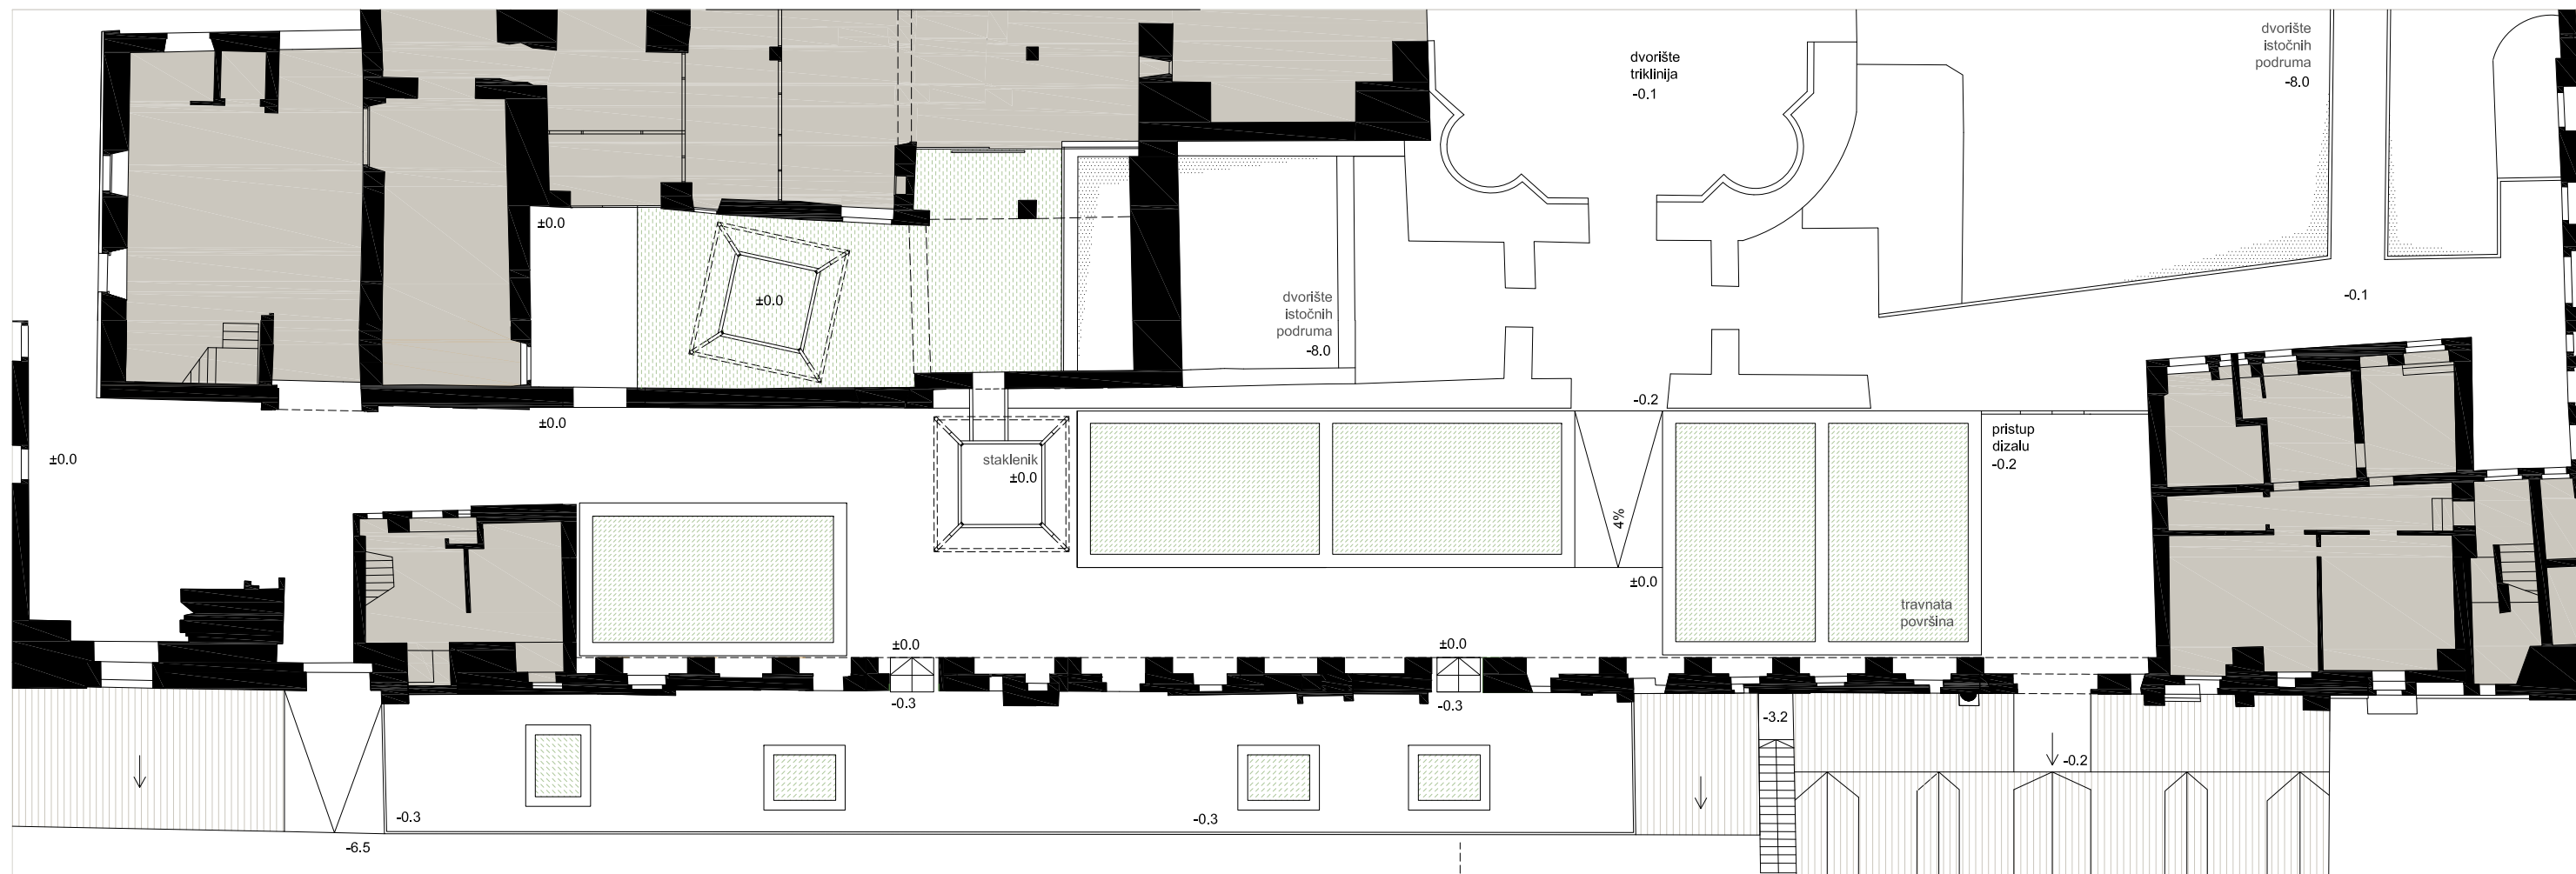 dvorište
istočnih
podruma
-8.0
dvorište
triklinija
-0.1
±0.0
±0.0
dvorište
istočnih
podruma
-8.0
-0.1
-0.2
±0.0
±0.0
staklenik
±0.0
pristup
dizalu
-0.2
4%
±0.0
travnata
površina
±0.0
±0.0
-0.3
-0.3
-3.2
-0.2
-0.3
-0.3
-6.5